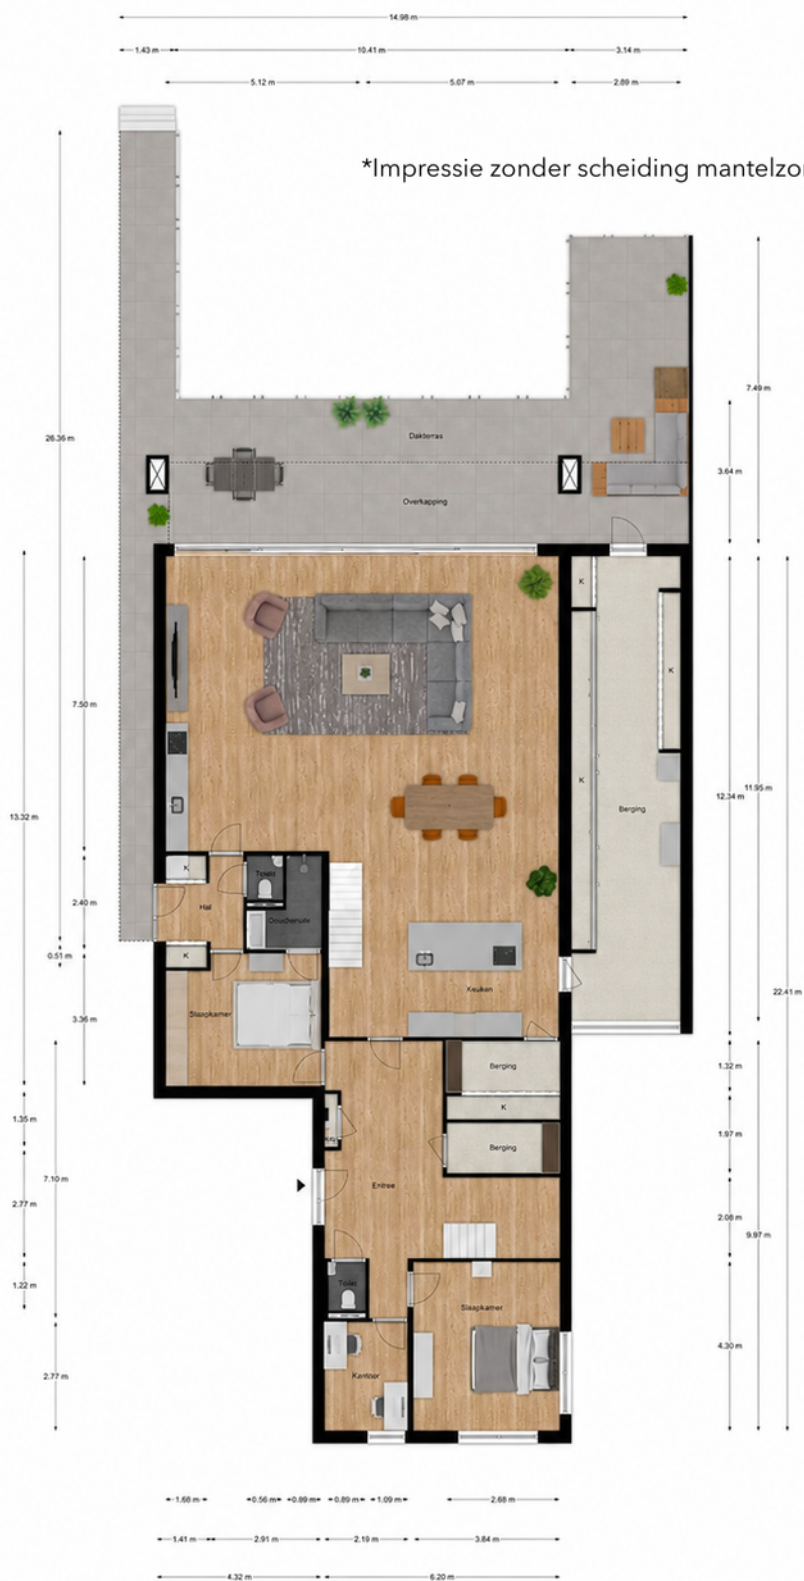 14.98 m
1.43 m 10.41 m 3.14 m
5.12 m 5.07 m 2.89 m
*Impressie zonder scheiding mantelzo
7.49 m
26.36 m
Dakterras
3.64 m
Overkapping
K
K
7.50 m
K
12.34 m 11.95 m
13.32 m
Berging
K
Toilet
2.40 m
Hal
Doucheruimte
0.51 m
K
Keuken
22.41 m
3.36 m
Slaapkamer
Berging
1.32 m
K
1.35 m
1.97 m
Berging
7.10 m
Entree
2.77 m
2.08 m
9.97 m
1.22 m
Toilet
Slaapkamer
4.30 m
2.77 m
Kantoor
1.68 m 0.56 m 0.89 m 0.89 m 1.09 m 2.68 m
1.41 m 2.91 m 2.19 m 3.84 m
4.32 m 6.20 m